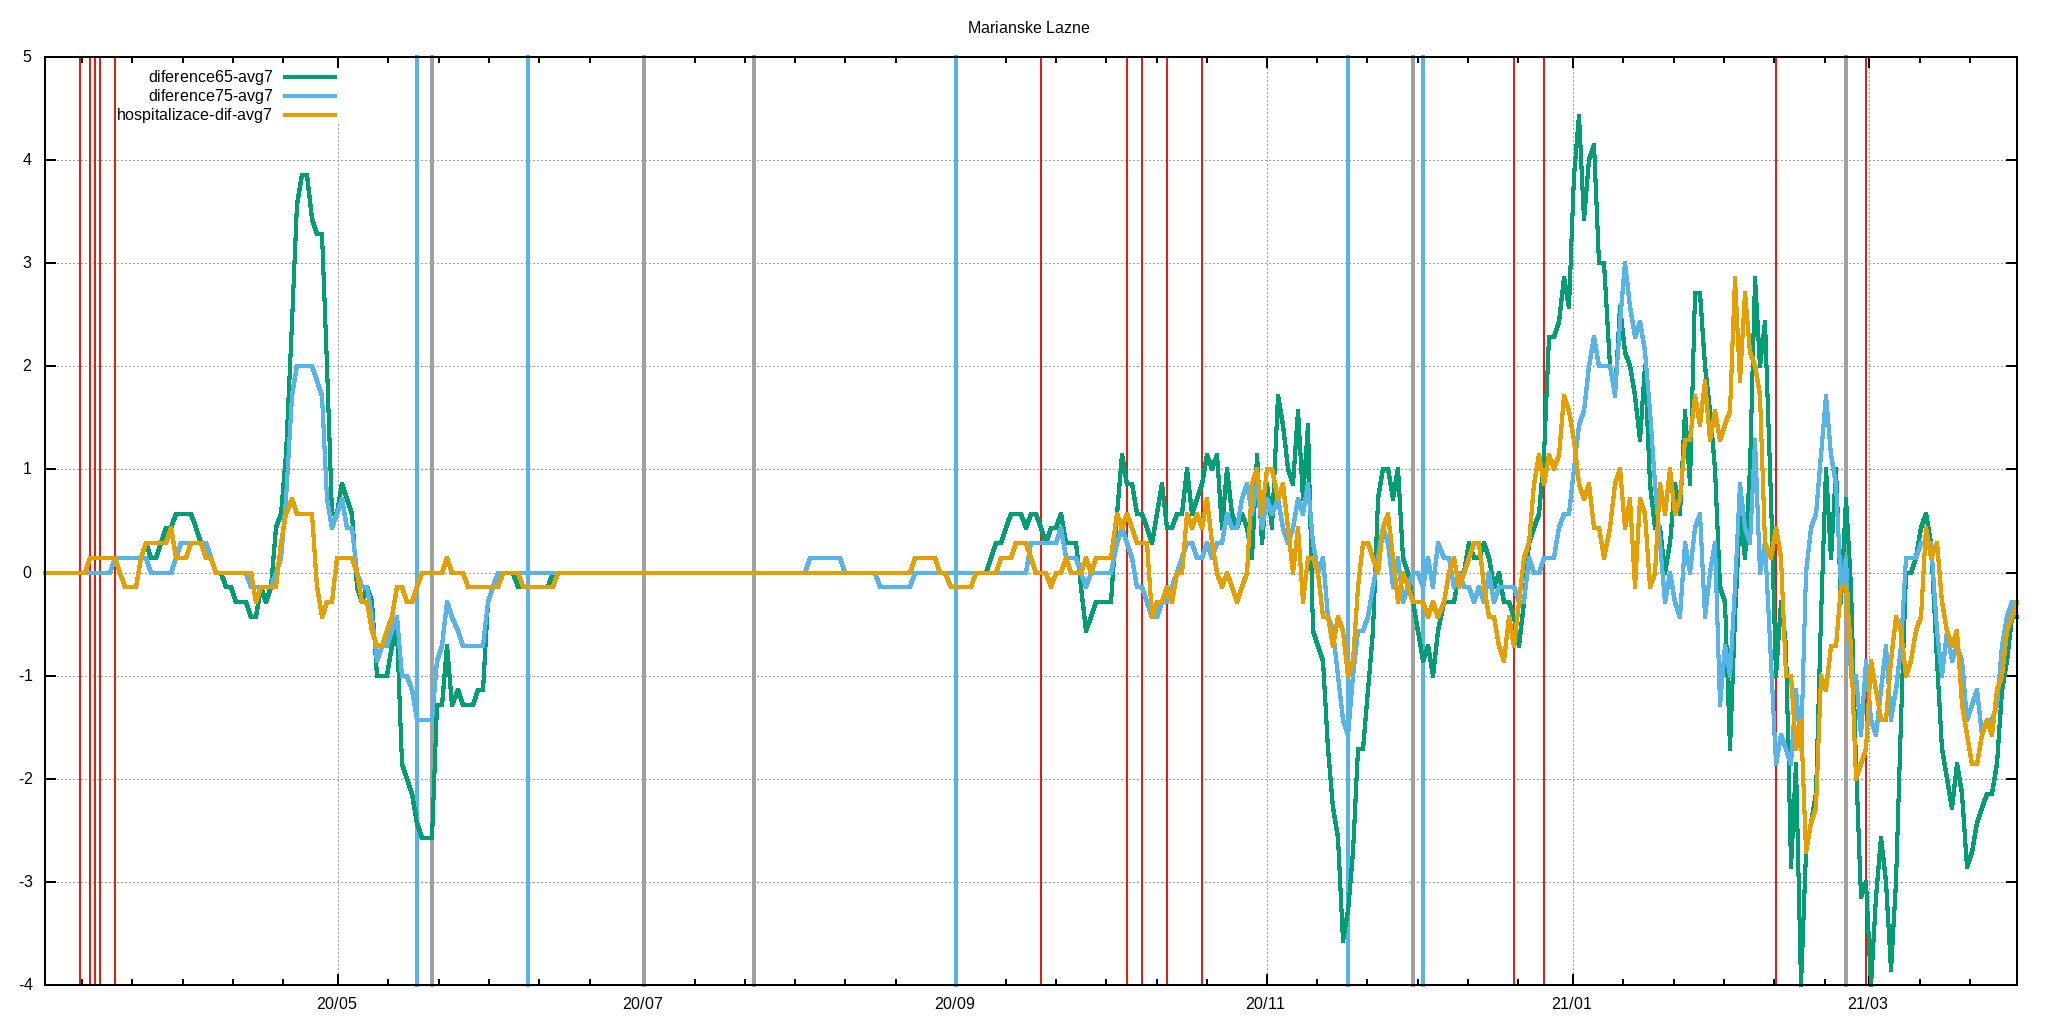 Marianske Lazne
diference65-avg7
diference75-avg7
hospitalizace-dif-avg7
5
4
3
2
1
0
-1
-2
-3
-4
20/05 20/07 20/09 20/11 21/01 21/03